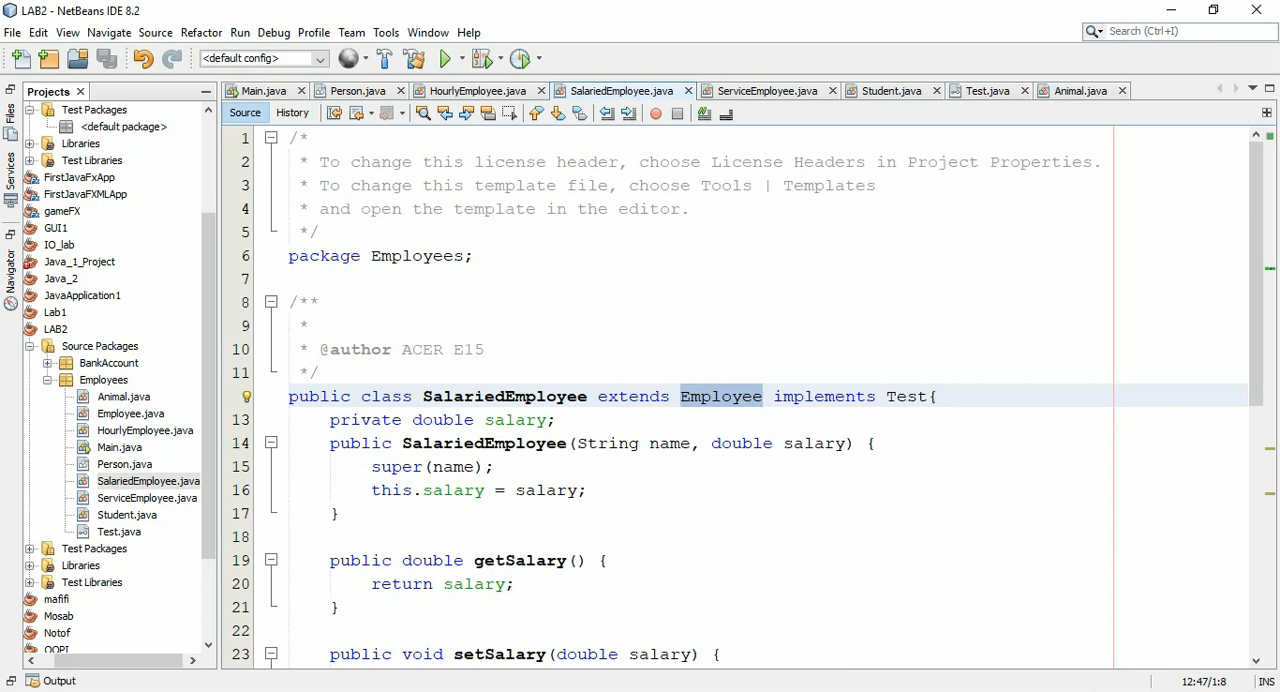 LAB2 - NetBeans IDE 8.2
File Edit View Navigate Source Refactor Run Debug Profile Team Tools Window Help
Search (Ctrl+I)
<default config>
Projects
Main.java Person.java HourlyEmployee.java SalariedEmployee.java ServiceEmployee.java Student.java Test.java Animal.java
Source History
Files
Services
Navigator
Test Packages
<default package>
Libraries
Test Libraries
FirstJavaFxApp
FirstJavaFXMLApp
gameFX
GUI1
IO_lab
Java_1_Project
Java_2
JavaApplication1
Lab1
LAB2
Source Packages
BankAccount
Employees
Animal.java
Employee.java
HourlyEmployee.java
Main.java
Person.java
SalariedEmployee.java
ServiceEmployee.java
Student.java
Test.java
Test Packages
Libraries
Test Libraries
mafifi
Mosab
Notof
OOPI
1 /*
2 * To change this license header, choose License Headers in Project Properties.
3 * To change this template file, choose Tools | Templates
4 * and open the template in the editor.
5 */
6 package Employees;
7
8 /**
9 *
10 * @author ACER E15
11 */
public class SalariedEmployee extends Employee implements Test{
13 private double salary;
14 public SalariedEmployee(String name, double salary) {
15 super(name);
16 this.salary = salary;
17 }
18
19 public double getSalary() {
20 return salary;
21 }
22
23 public void setSalary(double salary) {
Output
12:47/1:8 INS